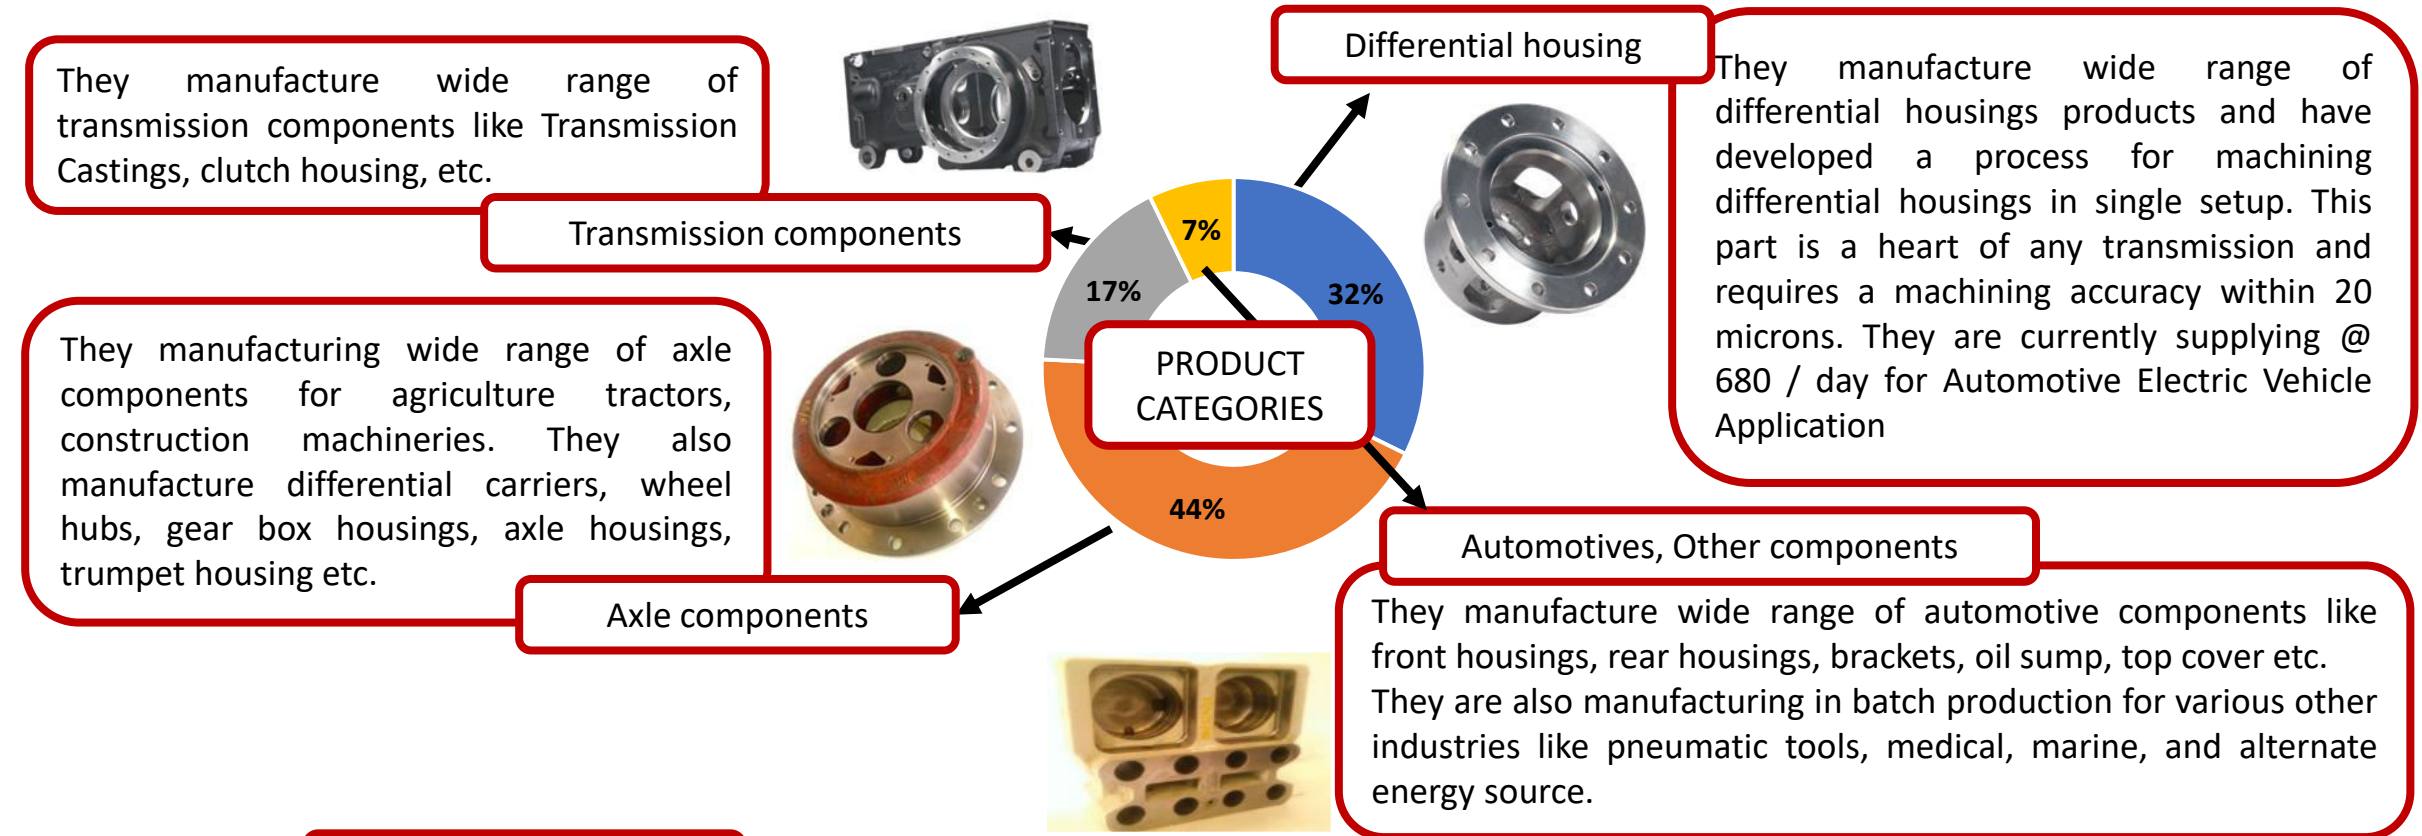 They manufacture wide range of
transmission components like Transmission
Castings, clutch housing, etc.
Transmission components
They manufacturing wide range of axle
components for agriculture tractors,
construction machineries. They also
manufacture differential carriers, wheel
hubs, gear box housings, axle housings,
trumpet housing etc.
Axle components
7%
17%
32%
44%
PRODUCT
CATEGORIES
Differential housing
They manufacture wide range of
differential housings products and have
developed a process for machining
differential housings in single setup. This
part is a heart of any transmission and
requires a machining accuracy within 20
microns. They are currently supplying @
680 / day for Automotive Electric Vehicle
Application
Automotives, Other components
They manufacture wide range of automotive components like
front housings, rear housings, brackets, oil sump, top cover etc.
They are also manufacturing in batch production for various other
industries like pneumatic tools, medical, marine, and alternate
energy source.